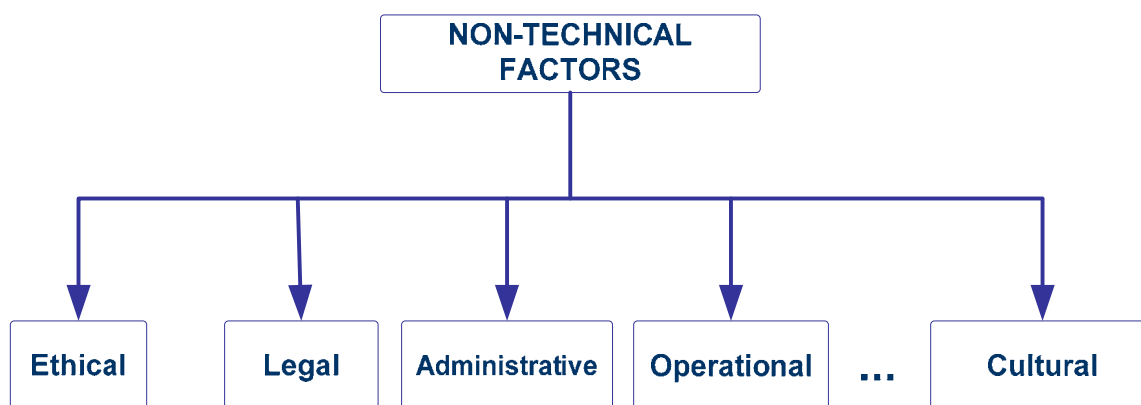 NON-TECHNICAL
FACTORS
Ethical
Legal
Administrative
Operational
...
Cultural